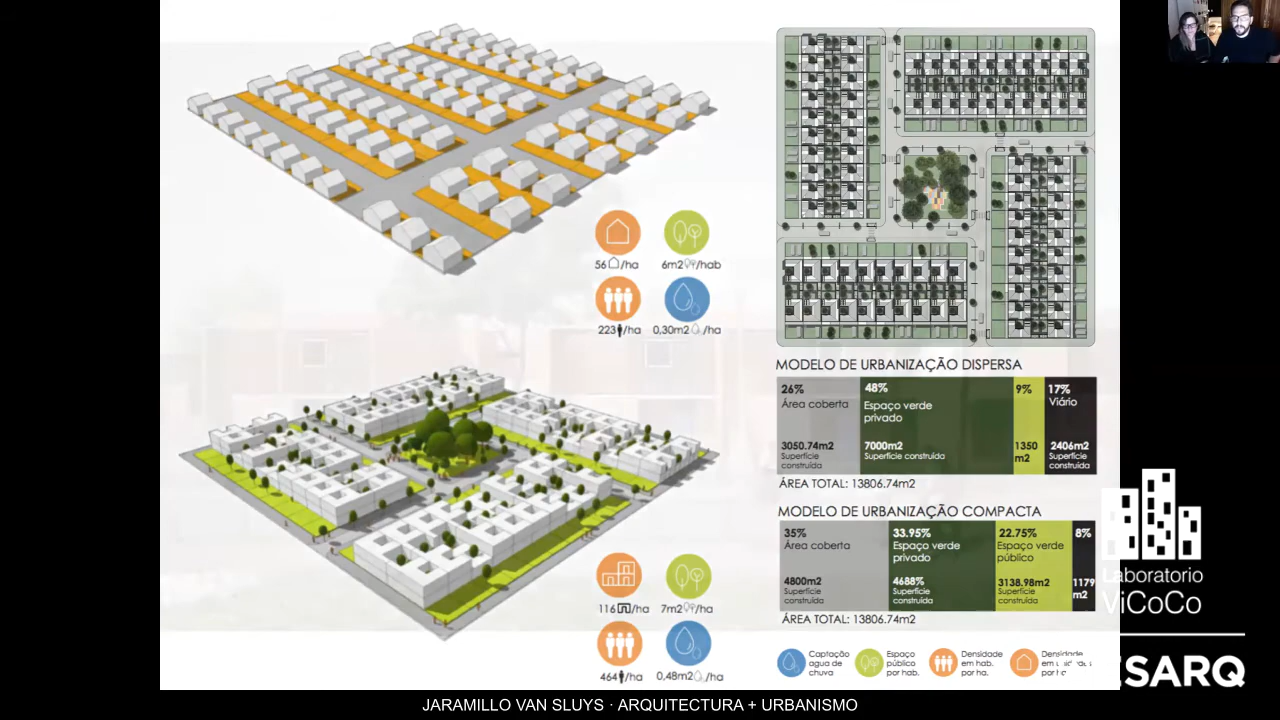 56 /ha
6m2 /hab
223 /ha
0,30m2 /ha
MODELO DE URBANIZAÇÃO DISPERSA
26%
Área coberta
3050.74m2
Superfície
construída
48%
Espaço verde
privado
7000m2
Superfície construída
9%
1350
m2
17%
Viário
2406m2
Superfície
construída
ÁREA TOTAL: 13806.74m2
MODELO DE URBANIZAÇÃO COMPACTA
35%
Área coberta
4800m2
Superfície
construída
33.95%
Espaço verde
privado
4688%
Superfície
construída
22.75%
Espaço verde
público
3138.98m2
Superfície
construída
8%
1179
m2
ÁREA TOTAL: 13806.74m2
116 /ha
7m2 /ha
464 /ha
0,48m2 /ha
Captação
agua de
chuva
Espaço
público
por hab.
Densidade
em hab.
por ha.
Densidade
em
por
Laboratorio
ViCoCo
ESARQ
JARAMILLO VAN SLUYS · ARQUITECTURA + URBANISMO